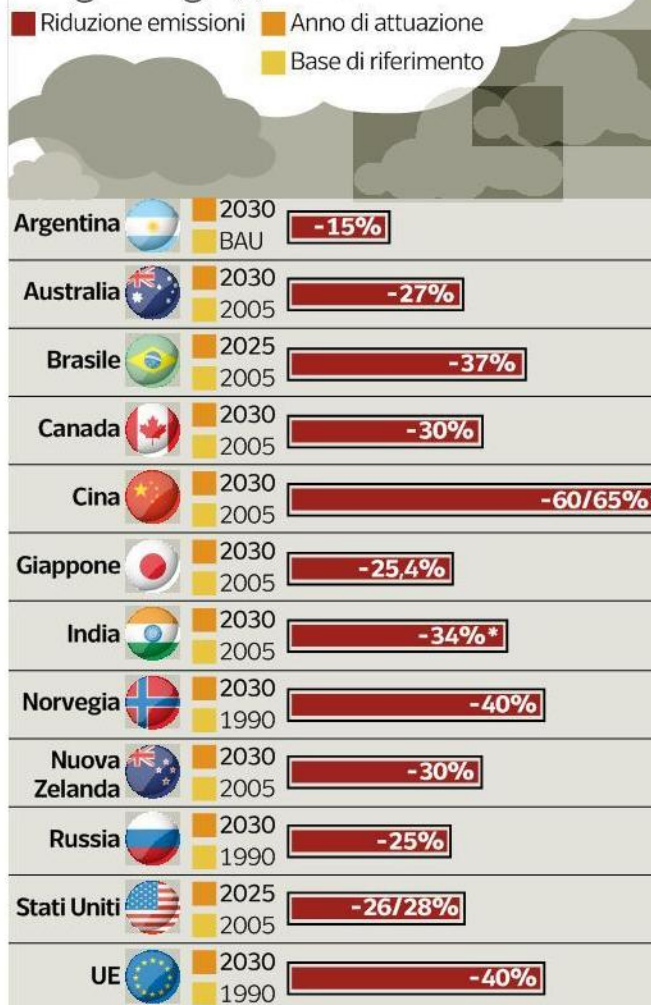 Riduzione emissioni
Anno di attuazione
Base di riferimento
Argentina
2030
BAU
-15%
Australia
2030
2005
-27%
Brasile
2025
2005
-37%
Canada
2030
2005
-30%
Cina
2030
2005
-60/65%
Giappone
2030
2005
-25,4%
India
2030
2005
-34%*
Norvegia
2030
1990
-40%
Nuova
Zelanda
2030
2005
-30%
Russia
2030
1990
-25%
Stati Uniti
2025
2005
-26/28%
UE
2030
1990
-40%